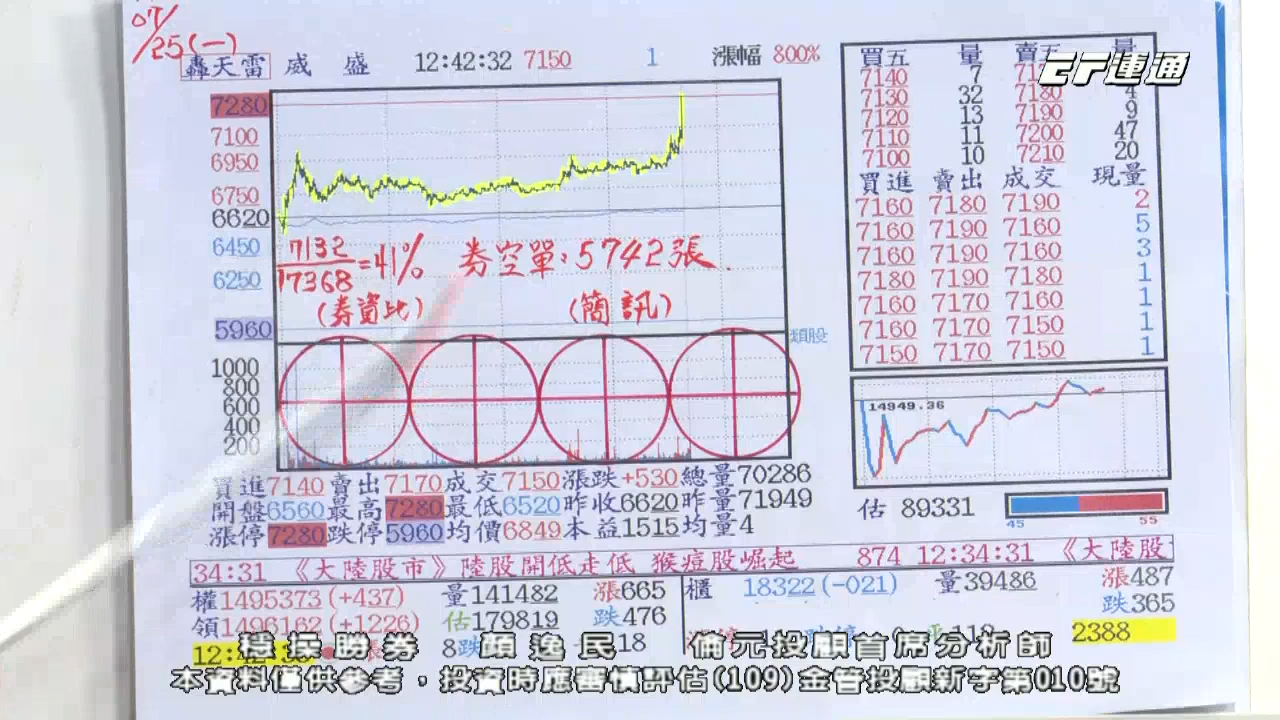 07/25(一)
轟天雷 威盛 12:42:32 7150 1 漲幅 800%
CTi連通
7280
7100
6950
6750
6620
6450
6250
5960
7132/17368=41% 券空單:5742張.
(券資比) (簡訊)
類股
1000
800
600
400
200
買五 量 賣五 量
7140 7
7130 32 7180 4
7120 13 7190 9
7110 11 7200 47
7100 10 7210 20
買進 賣出 成交 現量
7160 7180 7190 2
7160 7190 7160 5
7160 7190 7160 3
7180 7190 7180 1
7160 7170 7160 1
7160 7170 7150 1
7150 7170 7150 1
14949.36
買進7140 賣出7170 成交7150 漲跌+530 總量70286
開盤6560 最高7280 最低6520 昨收6620 昨量71949
漲停7280 跌停5960 均價6849 本益1515 均量4
估 89331
45 55
34:31 《大陸股市》陸股開低走低 猴痘股崛起 874 12:34:31 《大陸股
權1495373(+437) 量141482 漲665 櫃 18322(-021) 量39486 漲487
領1496162(+1226) 估179819 跌476 跌365
2388
穩操勝券 顏逸民 倫元投顧首席分析師
本資料僅供參考，投資時應審慎評估(109)金管投顧新字第010號